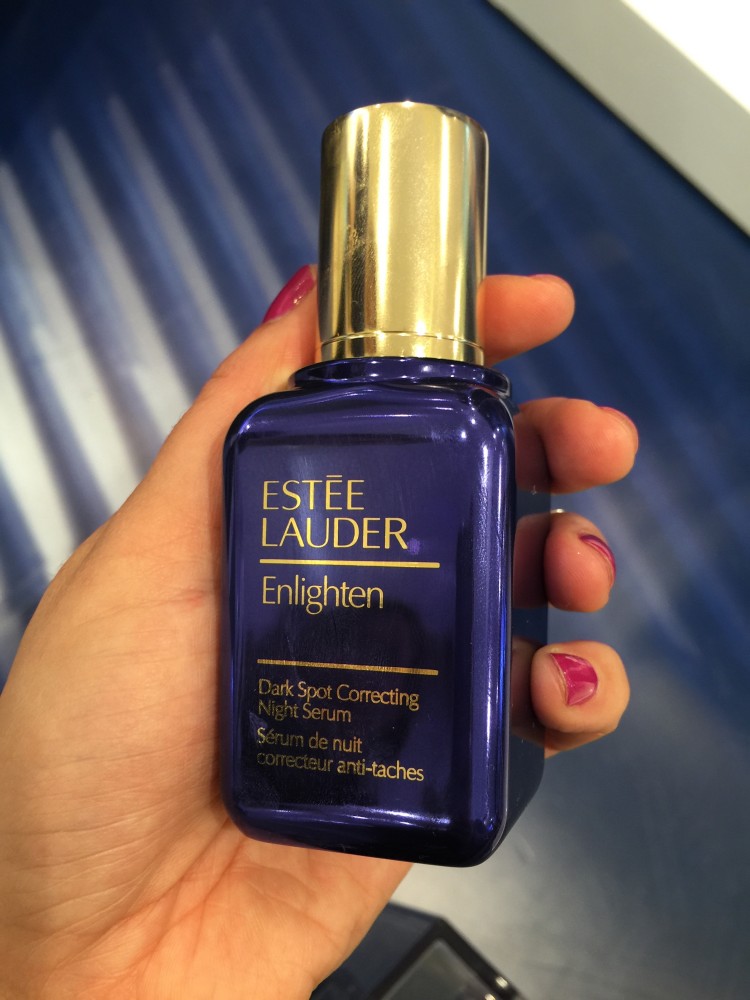 ESTĒE
LAUDER
Enlighten
Dark Spot Correcting
Night Serum
Sérum de nuit
correcteur anti-taches